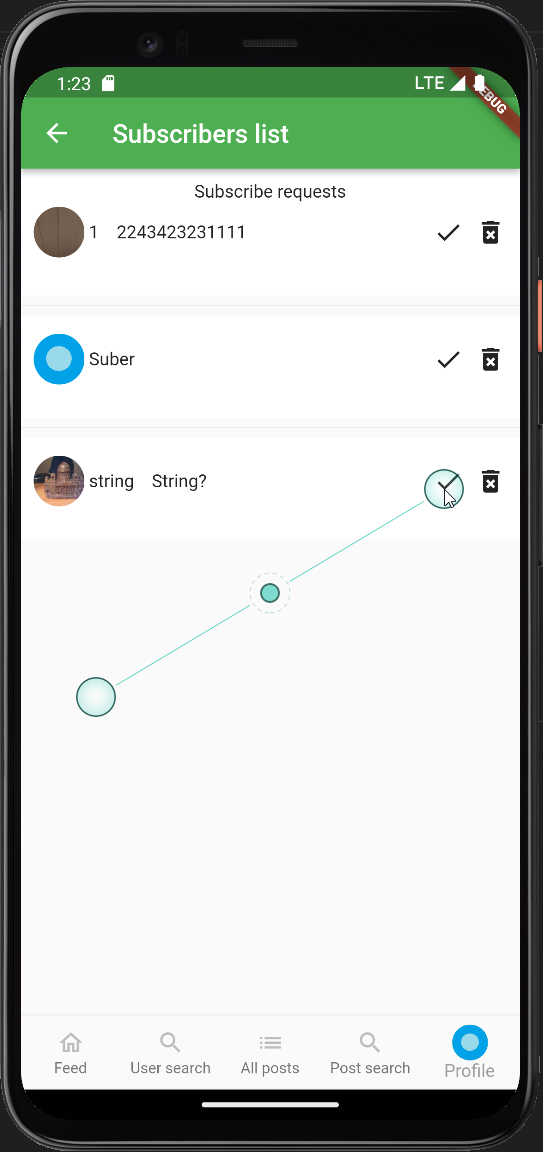 1:23 LTE
DEBUG
Subscribers list
Subscribe requests
1 2243423231111
Suber
string String?
Feed User search All posts Post search Profile